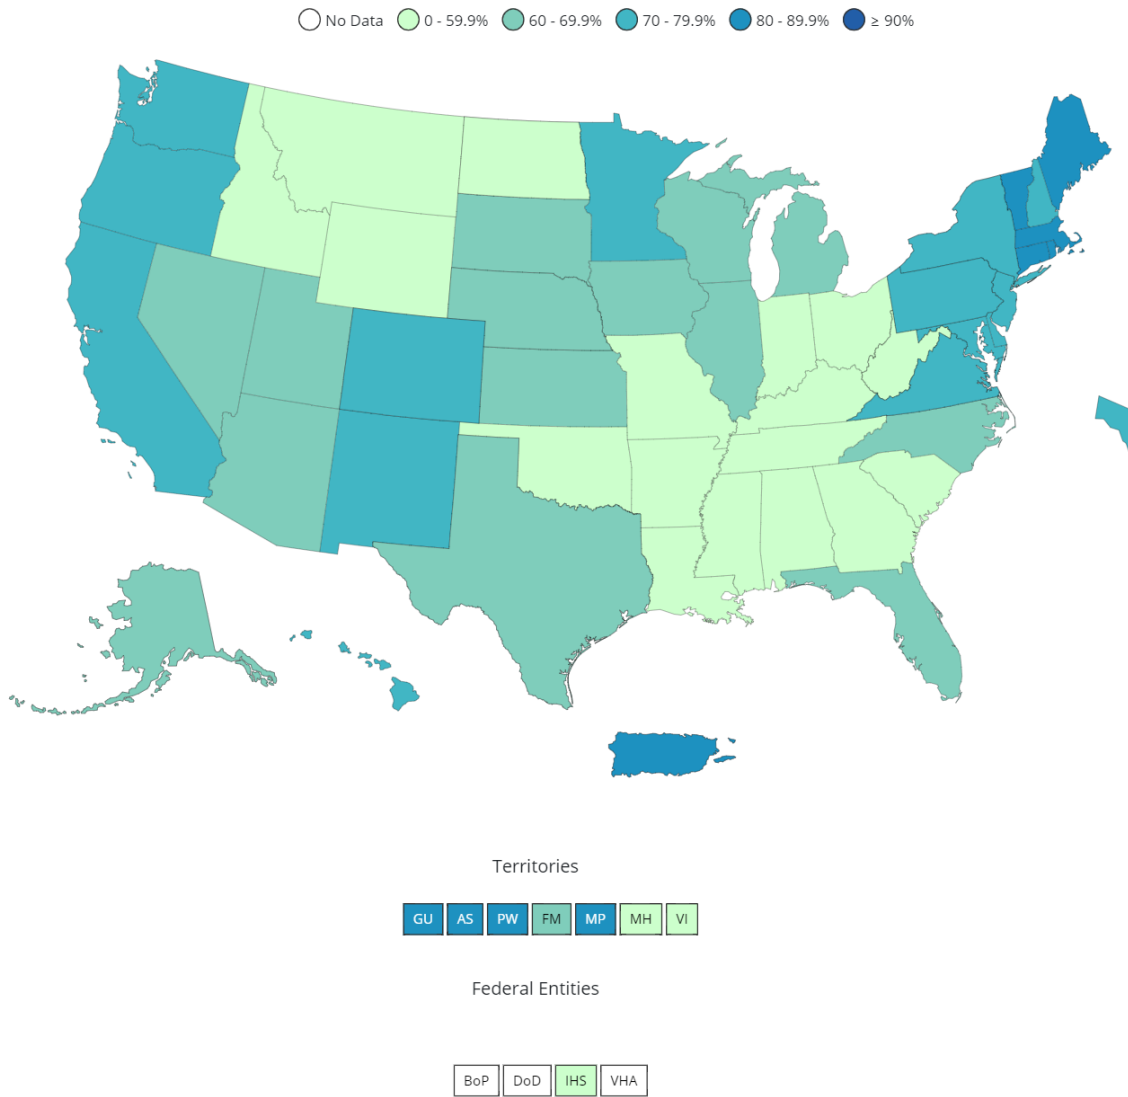 No Data 0 - 59.9% 60 - 69.9% 70 - 79.9% 80 - 89.9% ≥ 90%
Territories
GU AS PW FM MP MH VI
Federal Entities
BoP DoD IHS VHA